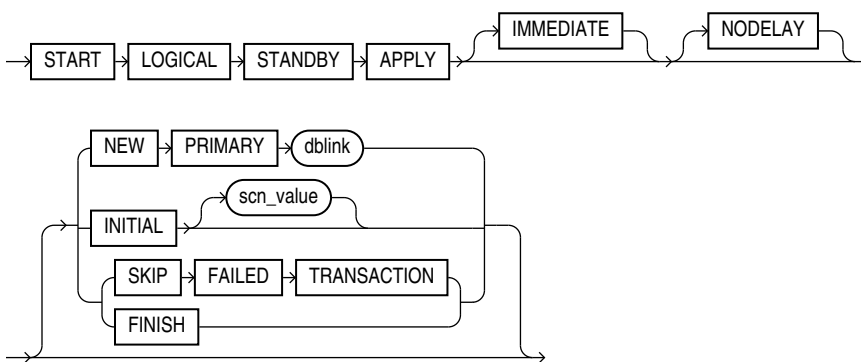 START LOGICAL STANDBY APPLY IMMEDIATE NODELAY
NEW PRIMARY dblink
INITIAL scn_value
SKIP FAILED TRANSACTION
FINISH